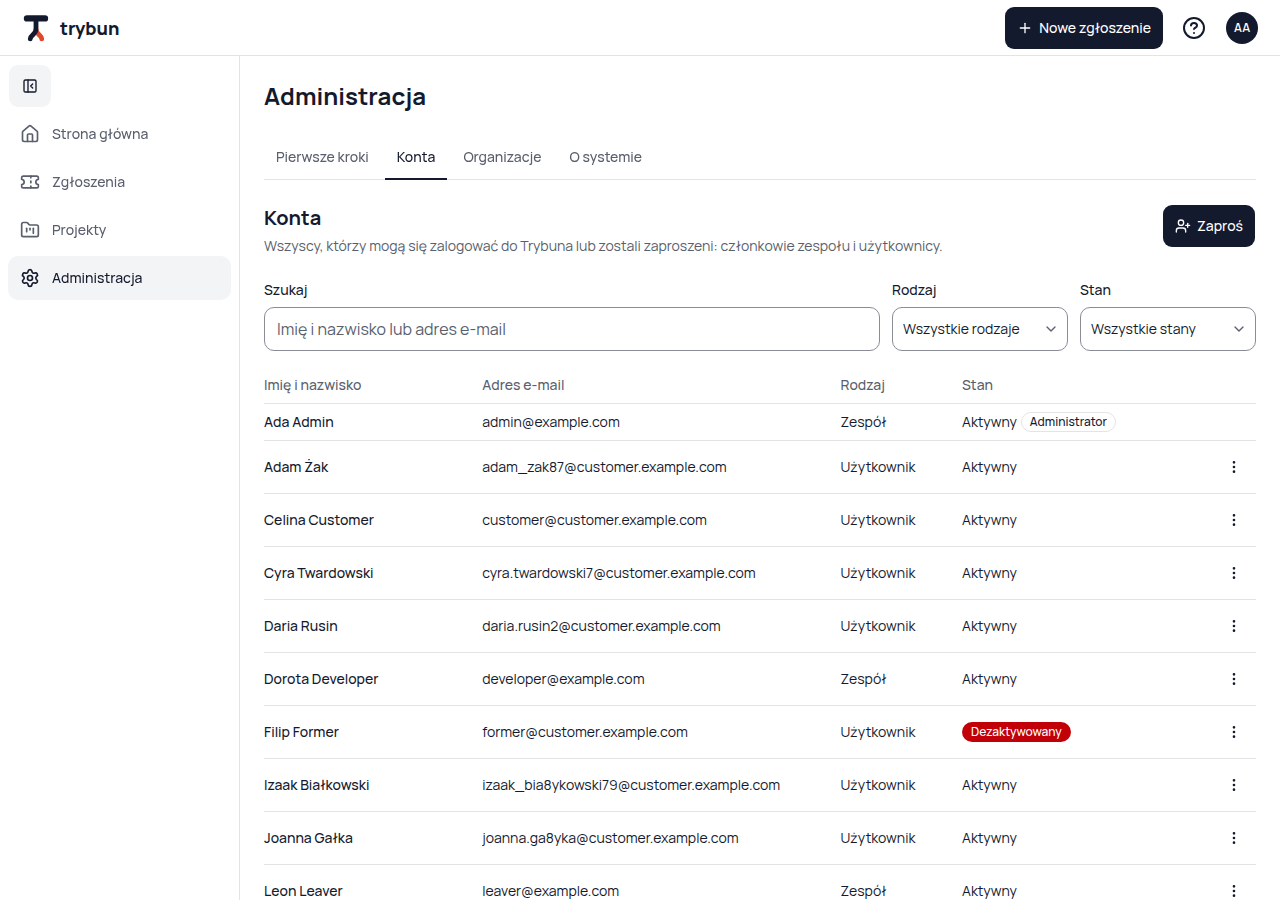 trybun
Nowe zgłoszenie
AA
Strona główna
Zgłoszenia
Projekty
Administracja
Administracja
Pierwsze kroki Konta Organizacje O systemie
Konta
Wszyscy, którzy mogą się zalogować do Trybuna lub zostali zaproszeni: członkowie zespołu i użytkownicy.
Zaproś
Szukaj Rodzaj Stan
Imię i nazwisko lub adres e-mail Wszystkie rodzaje Wszystkie stany
Imię i nazwisko Adres e-mail Rodzaj Stan
Ada Admin admin@example.com Zespół Aktywny Administrator
Adam Żak adam_zak87@customer.example.com Użytkownik Aktywny
Celina Customer customer@customer.example.com Użytkownik Aktywny
Cyra Twardowski cyra.twardowski7@customer.example.com Użytkownik Aktywny
Daria Rusin daria.rusin2@customer.example.com Użytkownik Aktywny
Dorota Developer developer@example.com Zespół Aktywny
Filip Former former@customer.example.com Użytkownik Dezaktywowany
Izaak Białkowski izaak_bia8ykowski79@customer.example.com Użytkownik Aktywny
Joanna Gałka joanna.ga8yka@customer.example.com Użytkownik Aktywny
Leon Leaver leaver@example.com Zespół Aktywny